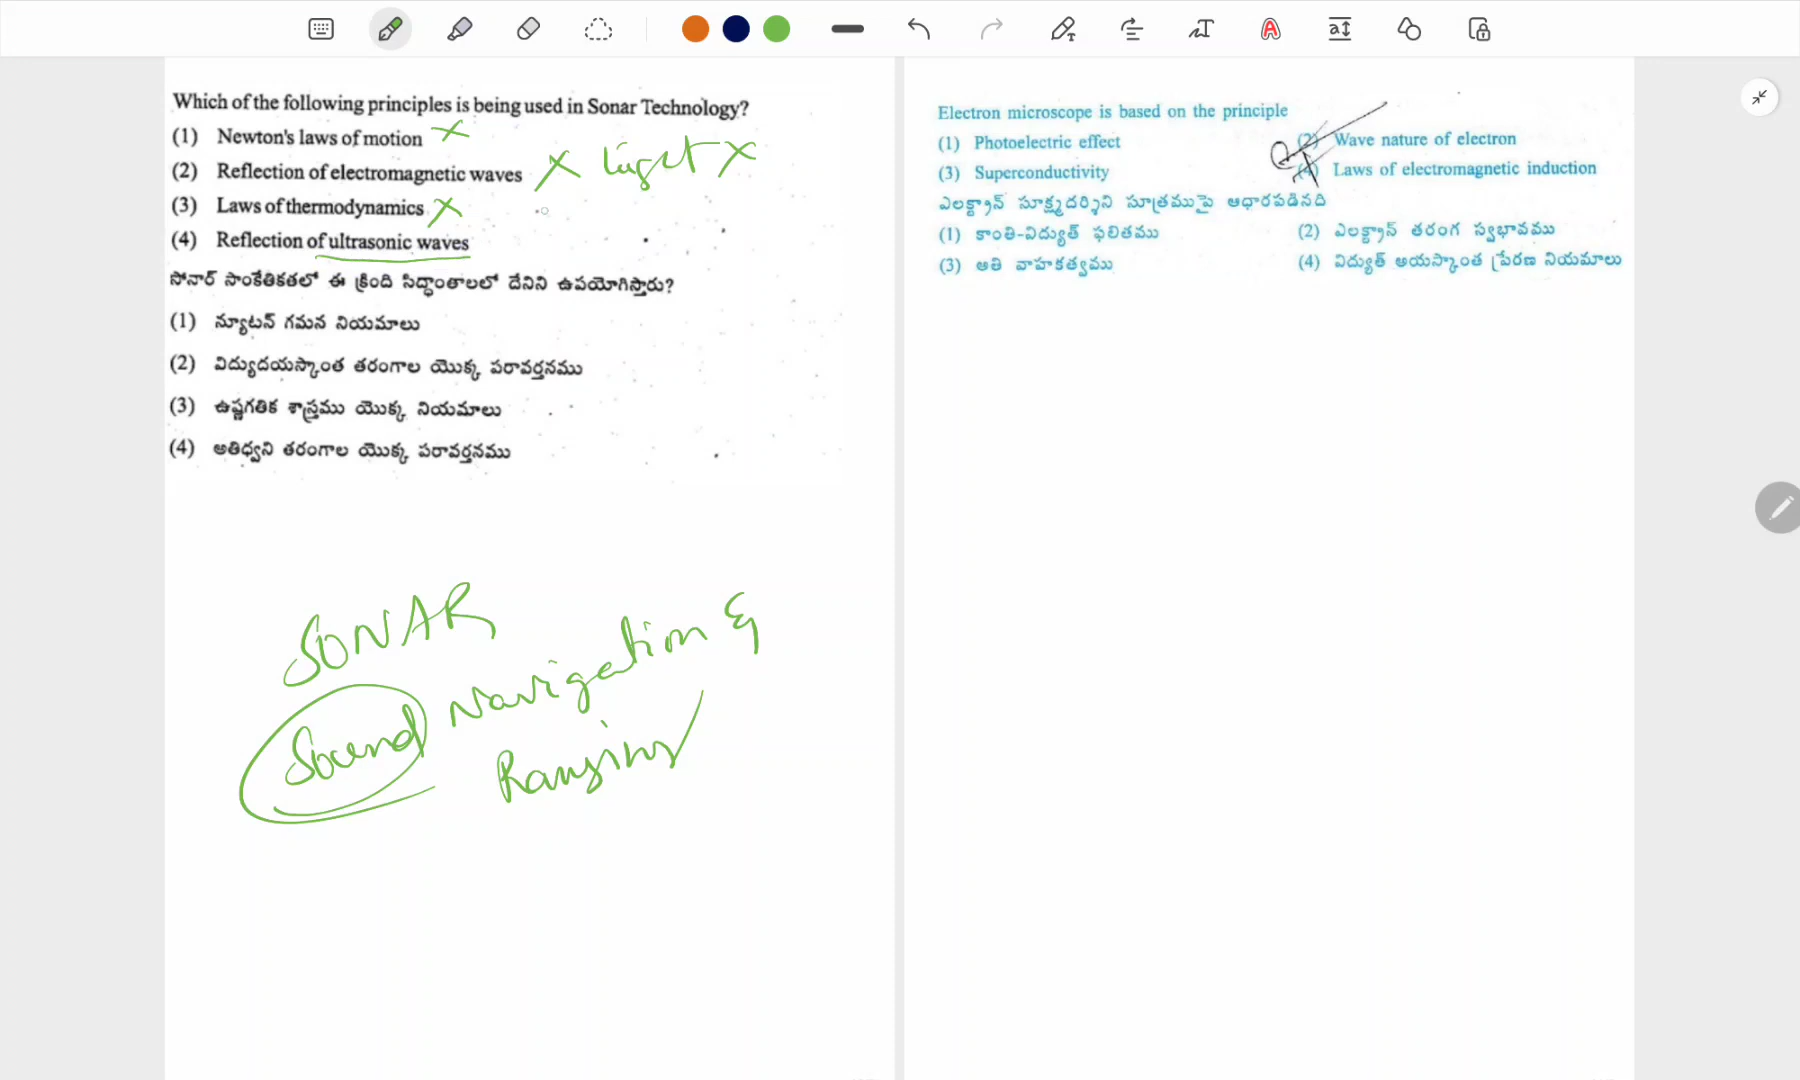 Which of the following principles is being used in Sonar Technology?
(1) Newton's laws of motion
(2) Reflection of electromagnetic waves
(3) Laws of thermodynamics
(4) Reflection of ultrasonic waves
సోనార్ సాంకేతికతలో ఈ క్రింది సిద్ధాంతాలలో దేనిని ఉపయోగిస్తారు?
(1) న్యూటన్ గమన నియమాలు
(2) విద్యుదయస్కాంత తరంగాల యొక్క పరావర్తనము
(3) ఉష్ణగతిక శాస్త్రము యొక్క నియమాలు
(4) అతిధ్వని తరంగాల యొక్క పరావర్తనము
SONAR
Sound Navigation &
Ranging
Electron microscope is based on the principle
(1) Photoelectric effect (2) Wave nature of electron
(3) Superconductivity (4) Laws of electromagnetic induction
ఎలక్ట్రాన్ సూక్ష్మదర్శిని సూత్రముపై ఆధారపడినది
(1) కాంతి-విద్యుత్ ఫలితము (2) ఎలక్ట్రాన్ తరంగ స్వభావము
(3) అతి వాహకత్వము (4) విద్యుత్ అయస్కాంత ప్రేరణ నియమాలు